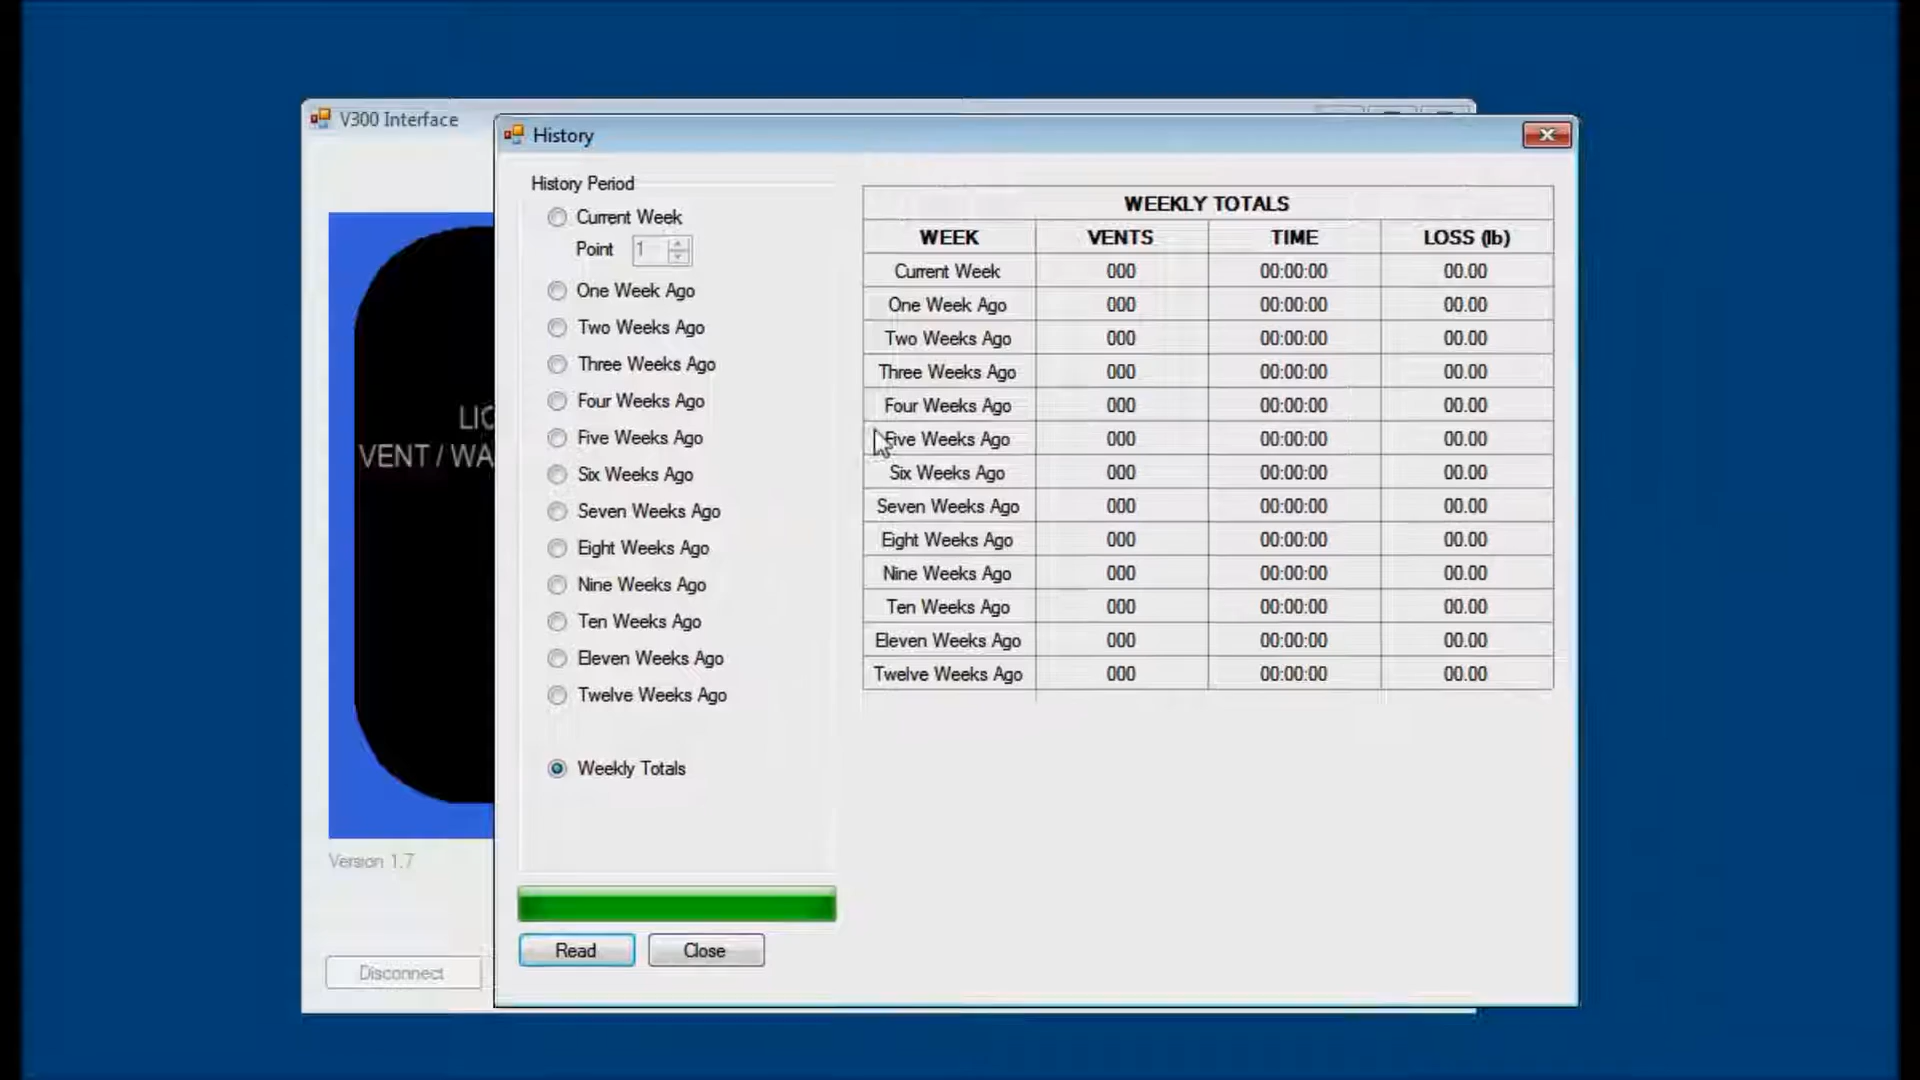 V300 Interface
History
History Period
Current Week
Point 1
One Week Ago
Two Weeks Ago
Three Weeks Ago
Four Weeks Ago
Five Weeks Ago
Six Weeks Ago
Seven Weeks Ago
Eight Weeks Ago
Nine Weeks Ago
Ten Weeks Ago
Eleven Weeks Ago
Twelve Weeks Ago
Weekly Totals
Read Close
WEEKLY TOTALS
WEEK VENTS TIME LOSS (lb)
Current Week 000 00:00:00 00.00
One Week Ago 000 00:00:00 00.00
Two Weeks Ago 000 00:00:00 00.00
Three Weeks Ago 000 00:00:00 00.00
Four Weeks Ago 000 00:00:00 00.00
Five Weeks Ago 000 00:00:00 00.00
Six Weeks Ago 000 00:00:00 00.00
Seven Weeks Ago 000 00:00:00 00.00
Eight Weeks Ago 000 00:00:00 00.00
Nine Weeks Ago 000 00:00:00 00.00
Ten Weeks Ago 000 00:00:00 00.00
Eleven Weeks Ago 000 00:00:00 00.00
Twelve Weeks Ago 000 00:00:00 00.00
VENT /
Version 1.7
Disconnect